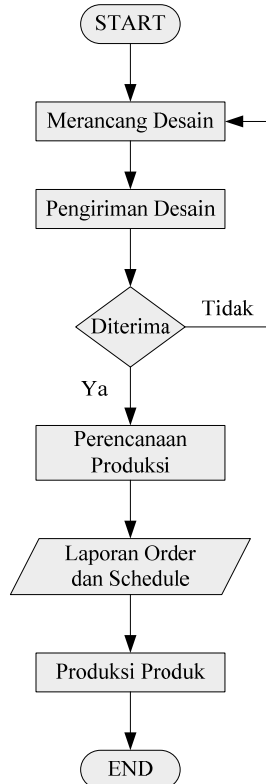 START
Merancang Desain
Pengiriman Desain
Diterima
Tidak
Ya
Perencanaan
Produksi
Laporan Order
dan Schedule
Produksi Produk
END